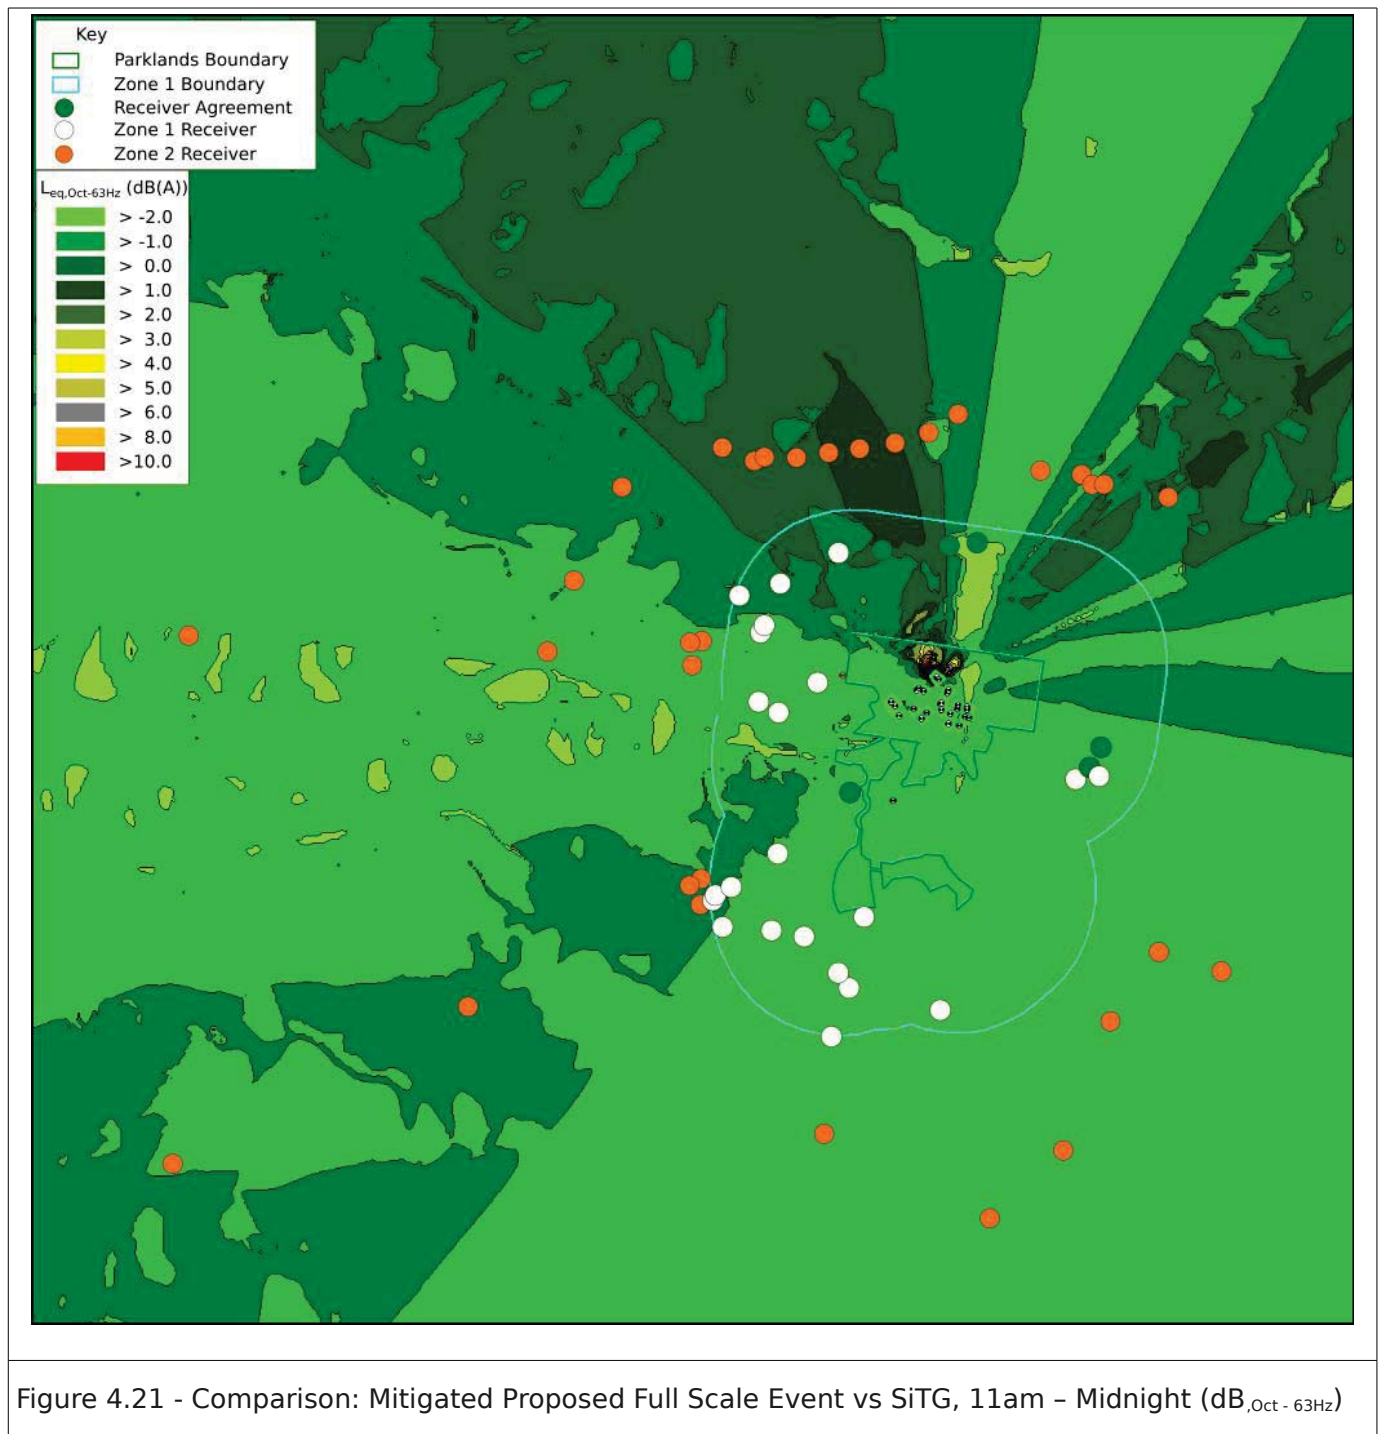 Key
Parklands Boundary
Zone 1 Boundary
Receiver Agreement
Zone 1 Receiver
Zone 2 Receiver
Leq,Oct-63Hz (dB(A))
> -2.0
> -1.0
> 0.0
> 1.0
> 2.0
> 3.0
> 4.0
> 5.0
> 6.0
> 8.0
>10.0
Figure 4.21 - Comparison: Mitigated Proposed Full Scale Event vs SiTG, 11am – Midnight (dB,Oct - 63Hz)